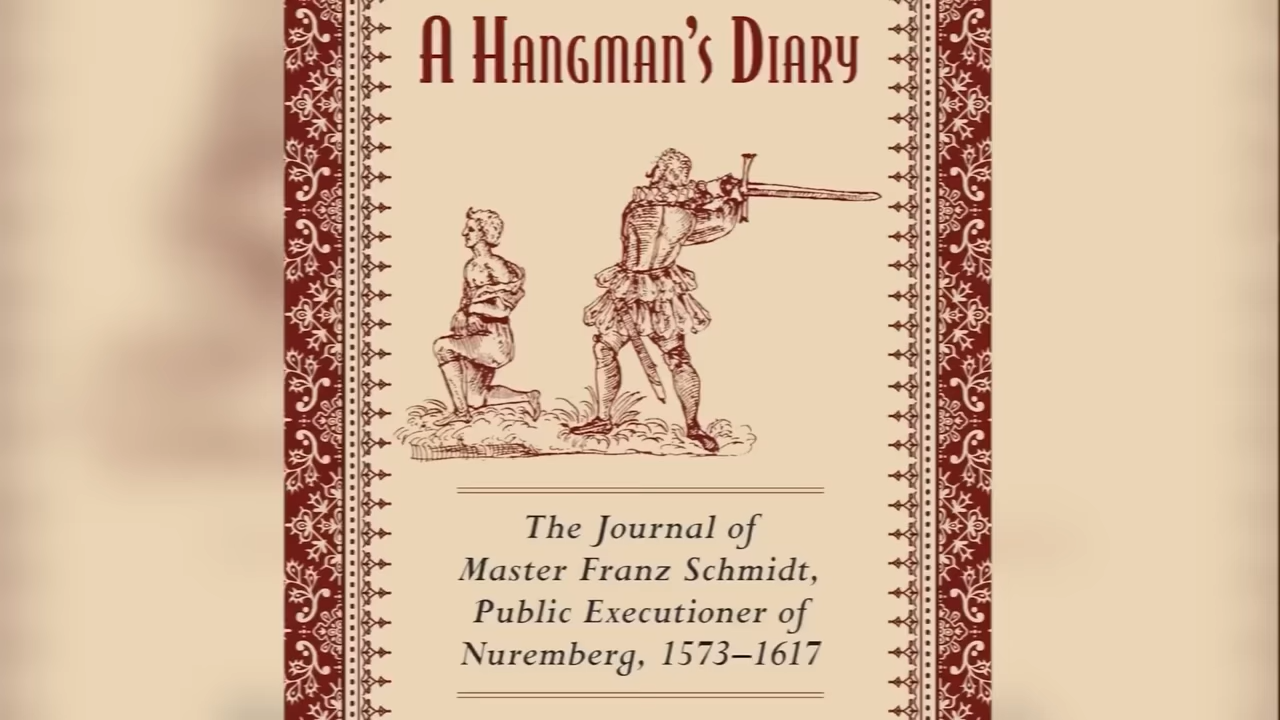 A Hangman's Diary
The Journal of
Master Franz Schmidt,
Public Executioner of
Nuremberg, 1573–1617